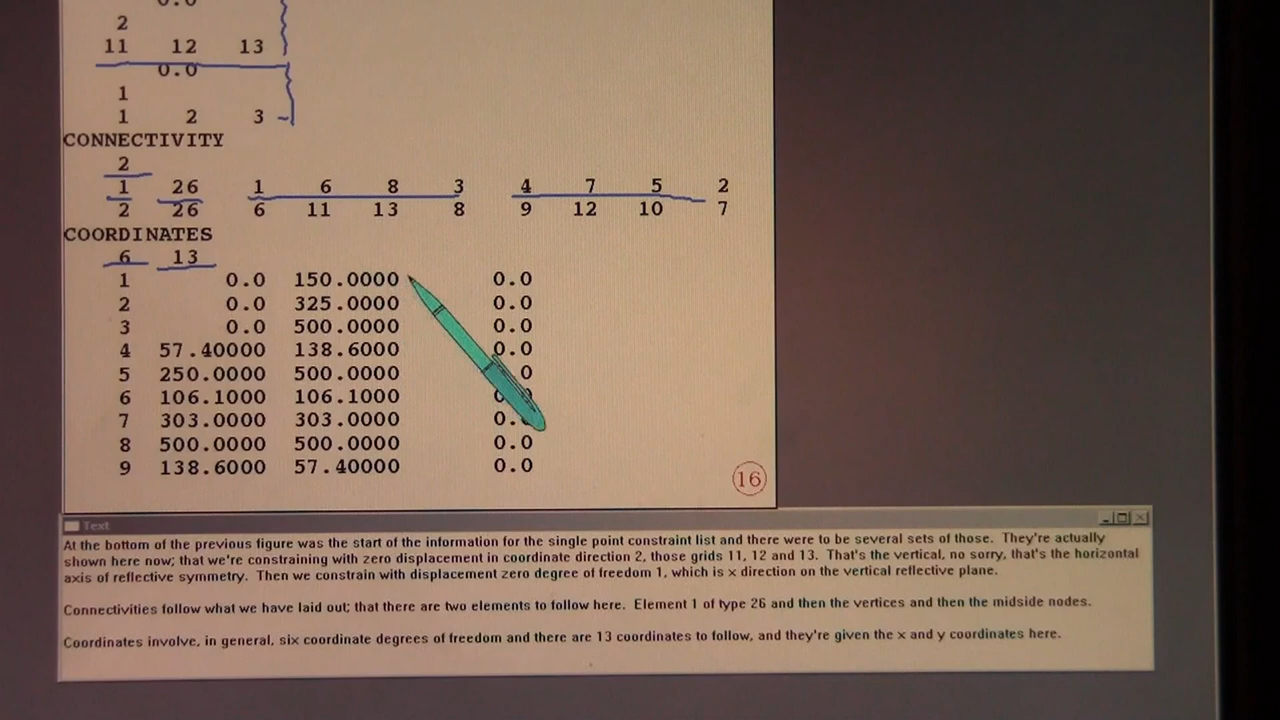 0.0
2
11 12 13
0.0
1
1 2 3
CONNECTIVITY
2
1 26 1 6 8 3 4 7 5 2
2 26 6 11 13 8 9 12 10 7
COORDINATES
6 13
1 0.0 150.0000 0.0
2 0.0 325.0000 0.0
3 0.0 500.0000 0.0
4 57.40000 138.6000 0.0
5 250.0000 500.0000 0
6 106.1000 106.1000
7 303.0000 303.0000 0.
8 500.0000 500.0000 0.0
9 138.6000 57.40000 0.0
16
Text
At the bottom of the previous figure was the start of the information for the single point constraint list and there were to be several sets of those. They're actually
shown here now; that we're constraining with zero displacement in coordinate direction 2, those grids 11, 12 and 13. That's the vertical, no sorry, that's the horizontal
axis of reflective symmetry. Then we constrain with displacement zero degree of freedom 1, which is x direction on the vertical reflective plane.
Connectivities follow what we have laid out; that there are two elements to follow here. Element 1 of type 26 and then the vertices and then the midside nodes.
Coordinates involve, in general, six coordinate degrees of freedom and there are 13 coordinates to follow, and they're given the x and y coordinates here.